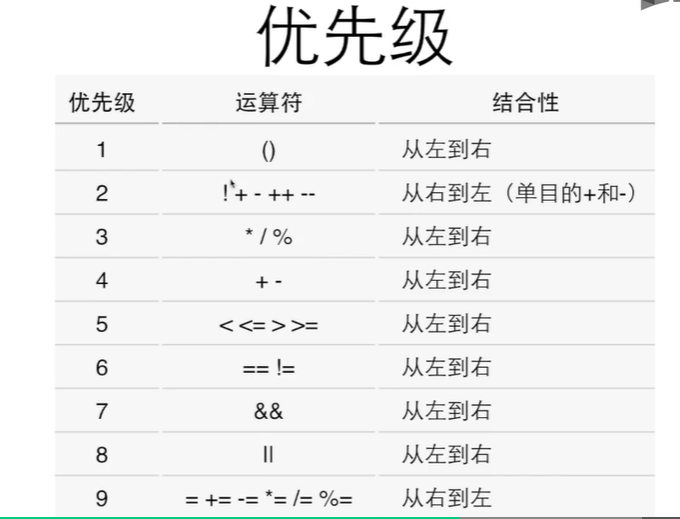 优先级
优先级 运算符 结合性
1 () 从左到右
2 ! + - ++ -- 从右到左（单目的+和-）
3 * / % 从左到右
4 + - 从左到右
5 < <= > >= 从左到右
6 == != 从左到右
7 && 从左到右
8 || 从左到右
9 = += -= *= /= %= 从右到左